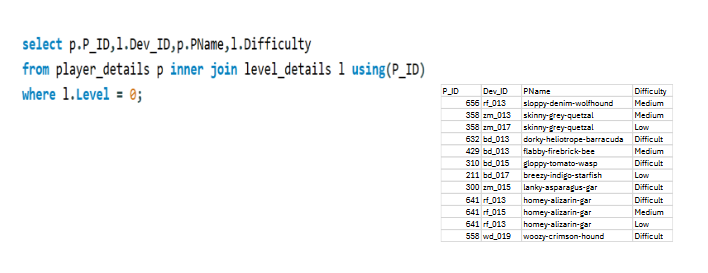 select p.P_ID,l.Dev_ID,p.PName,l.Difficulty
from player_details p inner join level_details l using(P_ID)
where l.Level = 0;
P_ID Dev_ID PName Difficulty
656 rf_013 sloppy-denim-wolfhound Medium
358 zm_013 skinny-grey-quetzal Medium
358 zm_017 skinny-grey-quetzal Low
632 bd_013 dorky-heliotrope-barracuda Difficult
429 bd_013 flabby-firebrick-bee Medium
310 bd_015 gloppy-tomato-wasp Difficult
211 bd_017 breezy-indigo-starfish Low
300 zm_015 lanky-asparagus-gar Difficult
641 rf_013 homey-alizarin-gar Difficult
641 rf_015 homey-alizarin-gar Medium
641 rf_013 homey-alizarin-gar Low
558 wd_019 woozy-crimson-hound Difficult